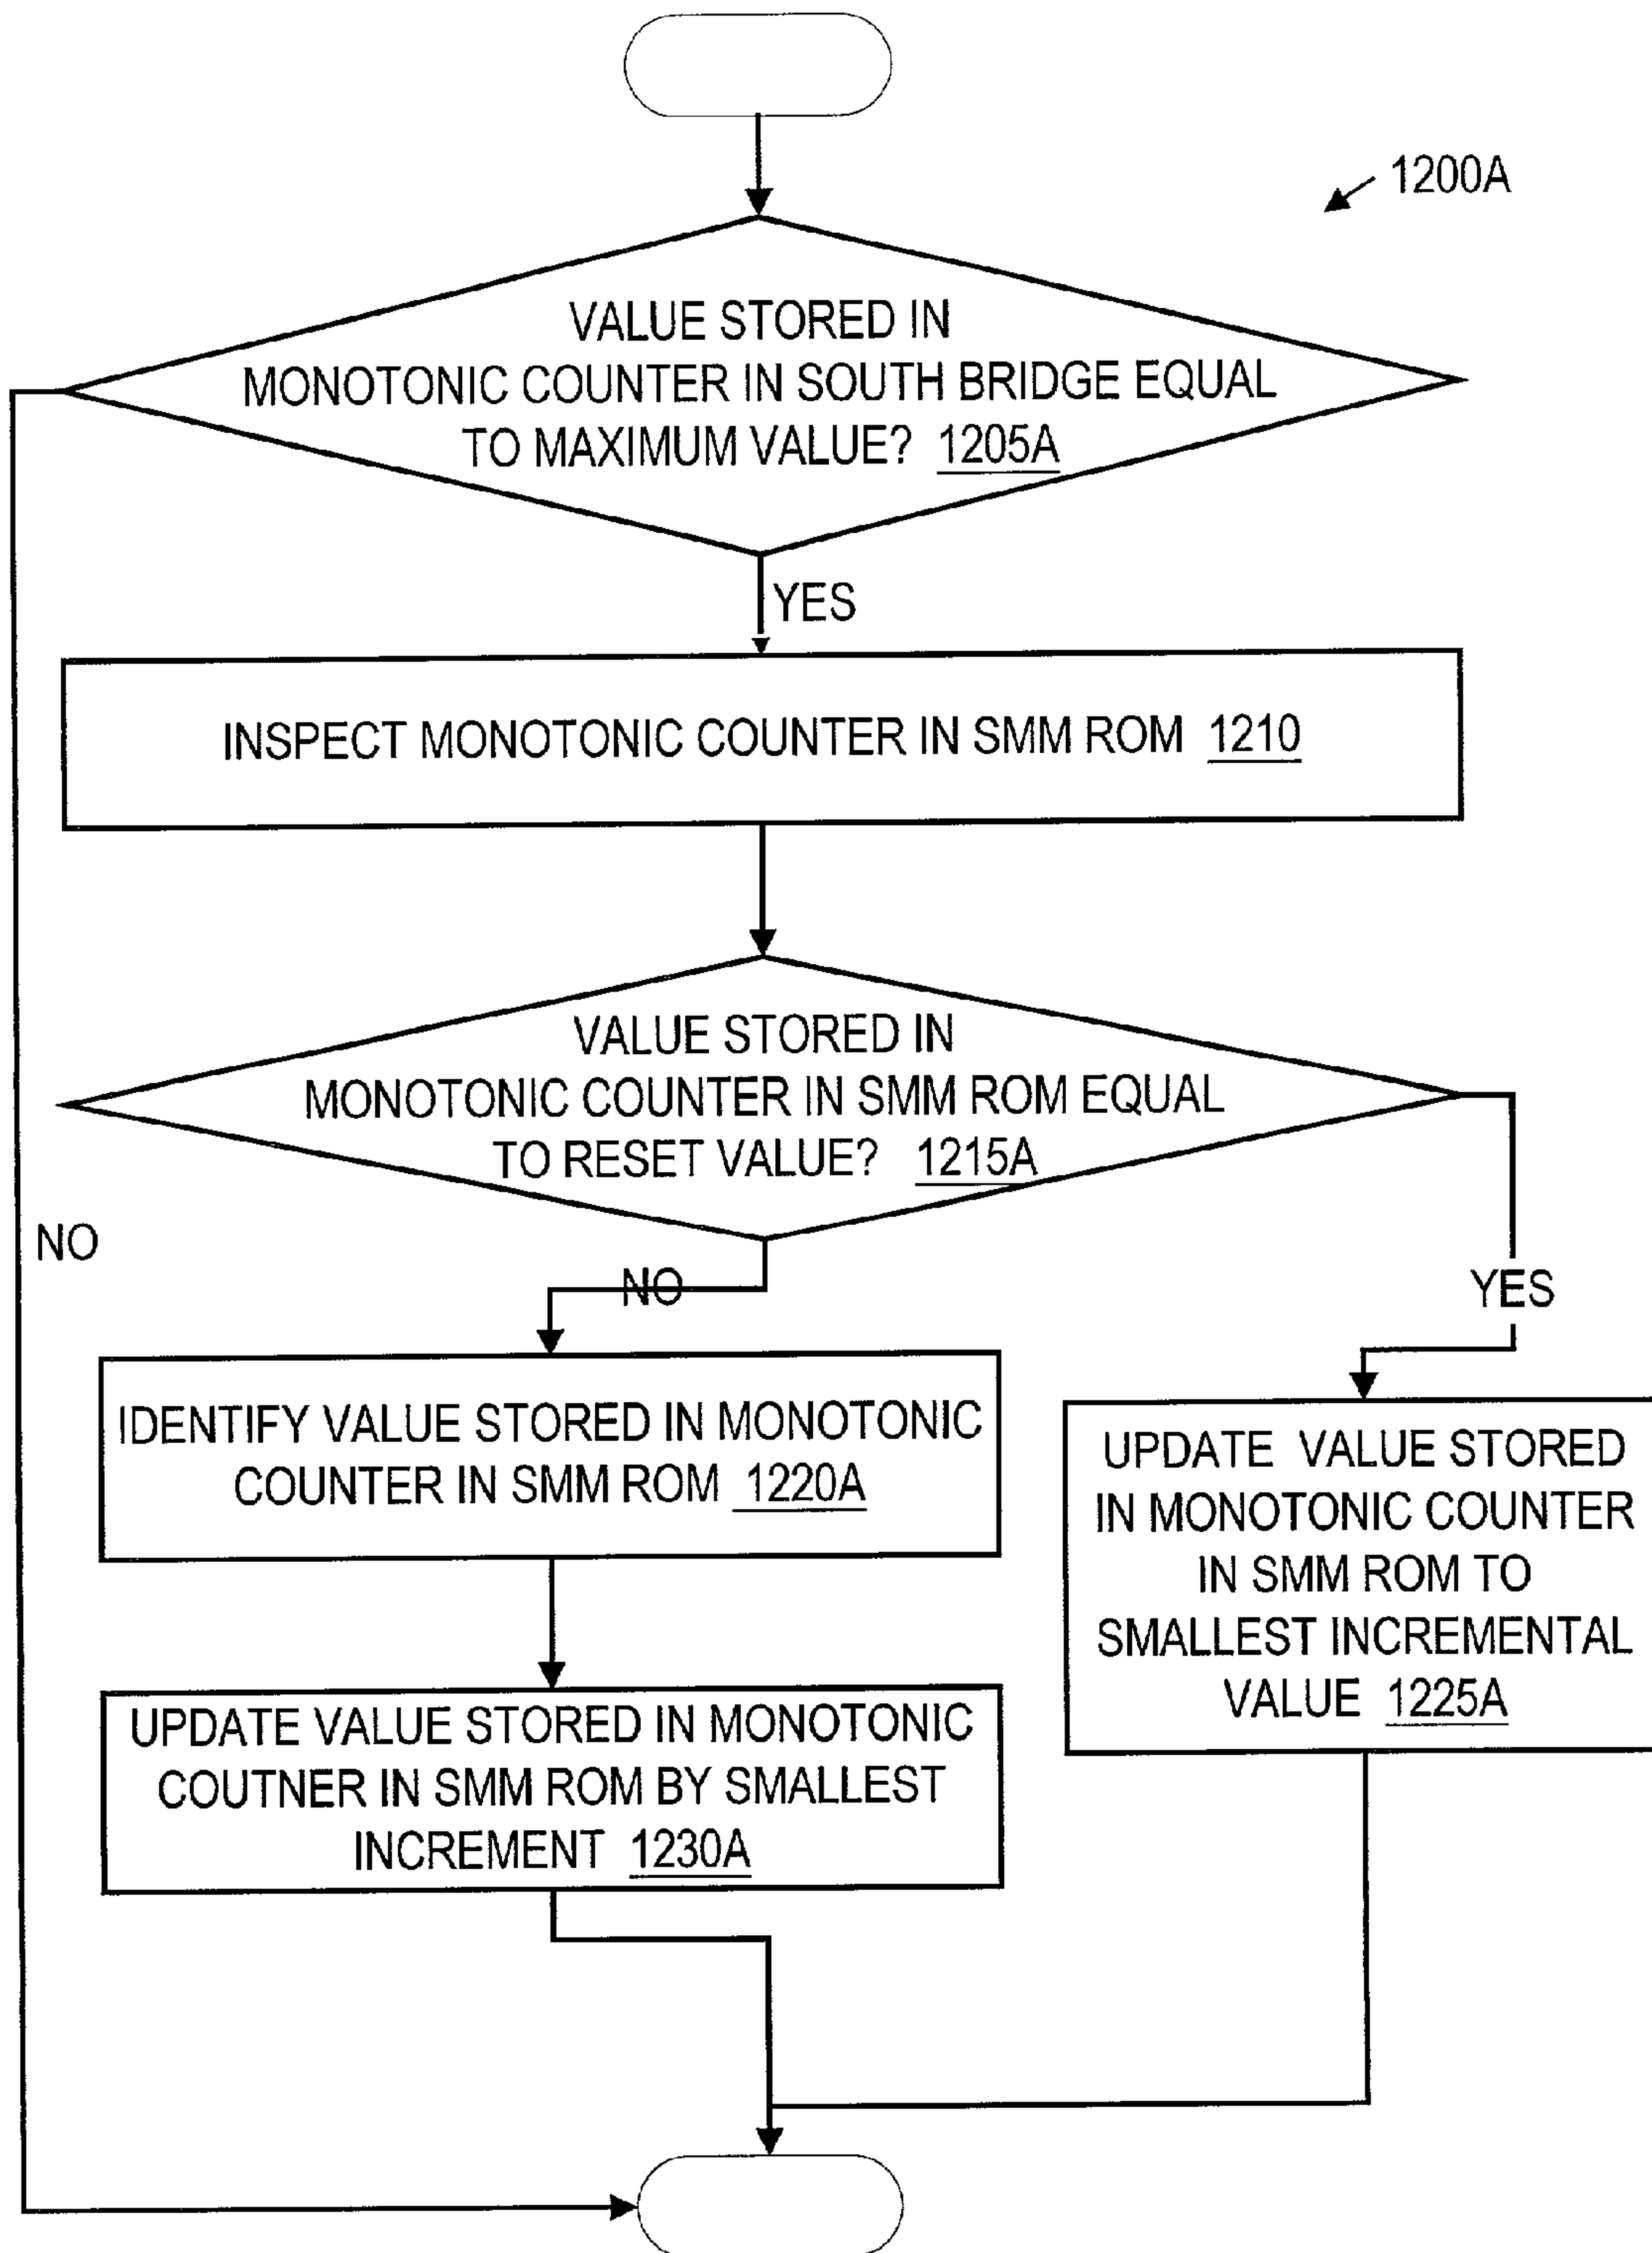 1200A
VALUE STORED IN
MONOTONIC COUNTER IN SOUTH BRIDGE EQUAL
TO MAXIMUM VALUE? 1205A
YES
INSPECT MONOTONIC COUNTER IN SMM ROM 1210
VALUE STORED IN
MONOTONIC COUNTER IN SMM ROM EQUAL
TO RESET VALUE? 1215A
NO
NO
YES
IDENTIFY VALUE STORED IN MONOTONIC
COUNTER IN SMM ROM 1220A
UPDATE VALUE STORED
IN MONOTONIC COUNTER
IN SMM ROM TO
SMALLEST INCREMENTAL
VALUE 1225A
UPDATE VALUE STORED IN MONOTONIC
COUTNER IN SMM ROM BY SMALLEST
INCREMENT 1230A